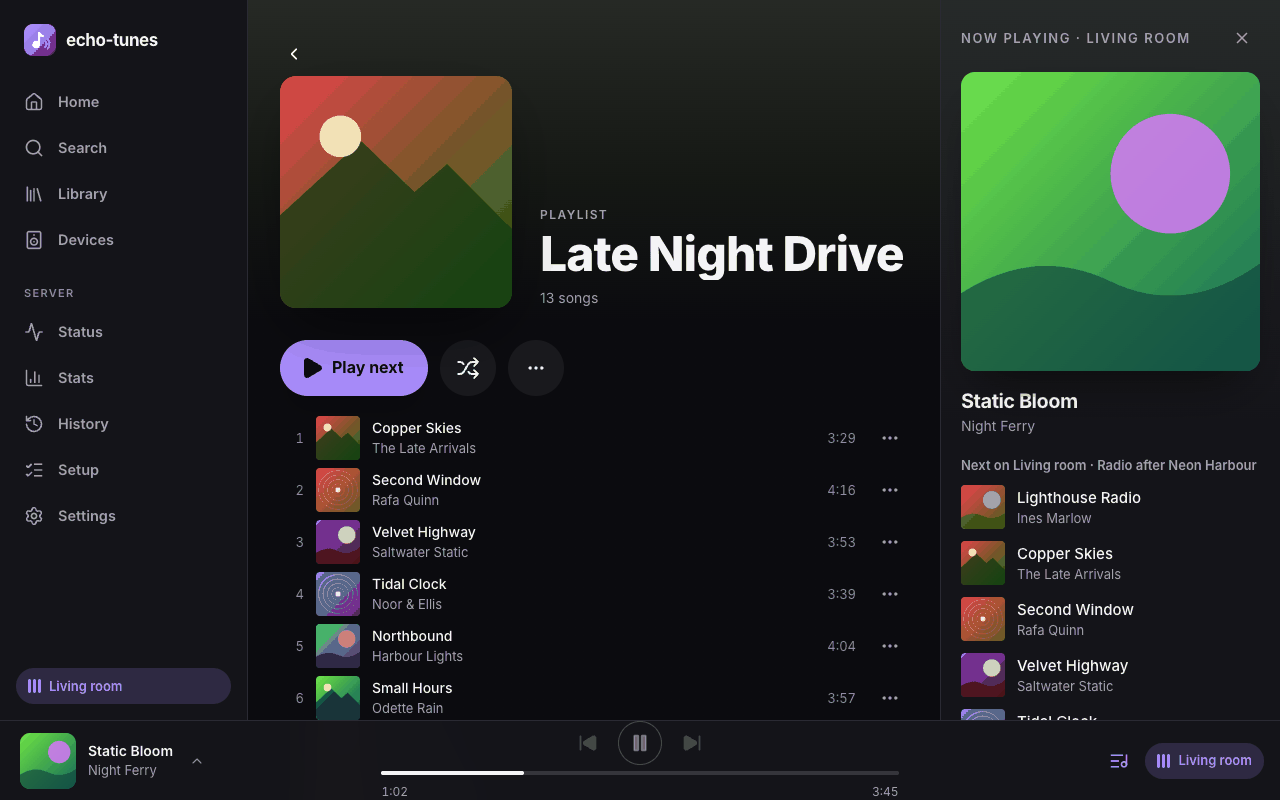 echo-tunes
Home
Search
Library
Devices
SERVER
Status
Stats
History
Setup
Settings
Living room
PLAYLIST
Late Night Drive
13 songs
Play next
1
Copper Skies
The Late Arrivals
3:29
2
Second Window
Rafa Quinn
4:16
3
Velvet Highway
Saltwater Static
3:53
4
Tidal Clock
Noor & Ellis
3:39
5
Northbound
Harbour Lights
4:04
6
Small Hours
Odette Rain
3:57
NOW PLAYING · LIVING ROOM
Static Bloom
Night Ferry
Next on Living room · Radio after Neon Harbour
Lighthouse Radio
Ines Marlow
Copper Skies
The Late Arrivals
Second Window
Rafa Quinn
Velvet Highway
Saltwater Static
Tidal Clock
Static Bloom
Night Ferry
1:02
3:45
Living room